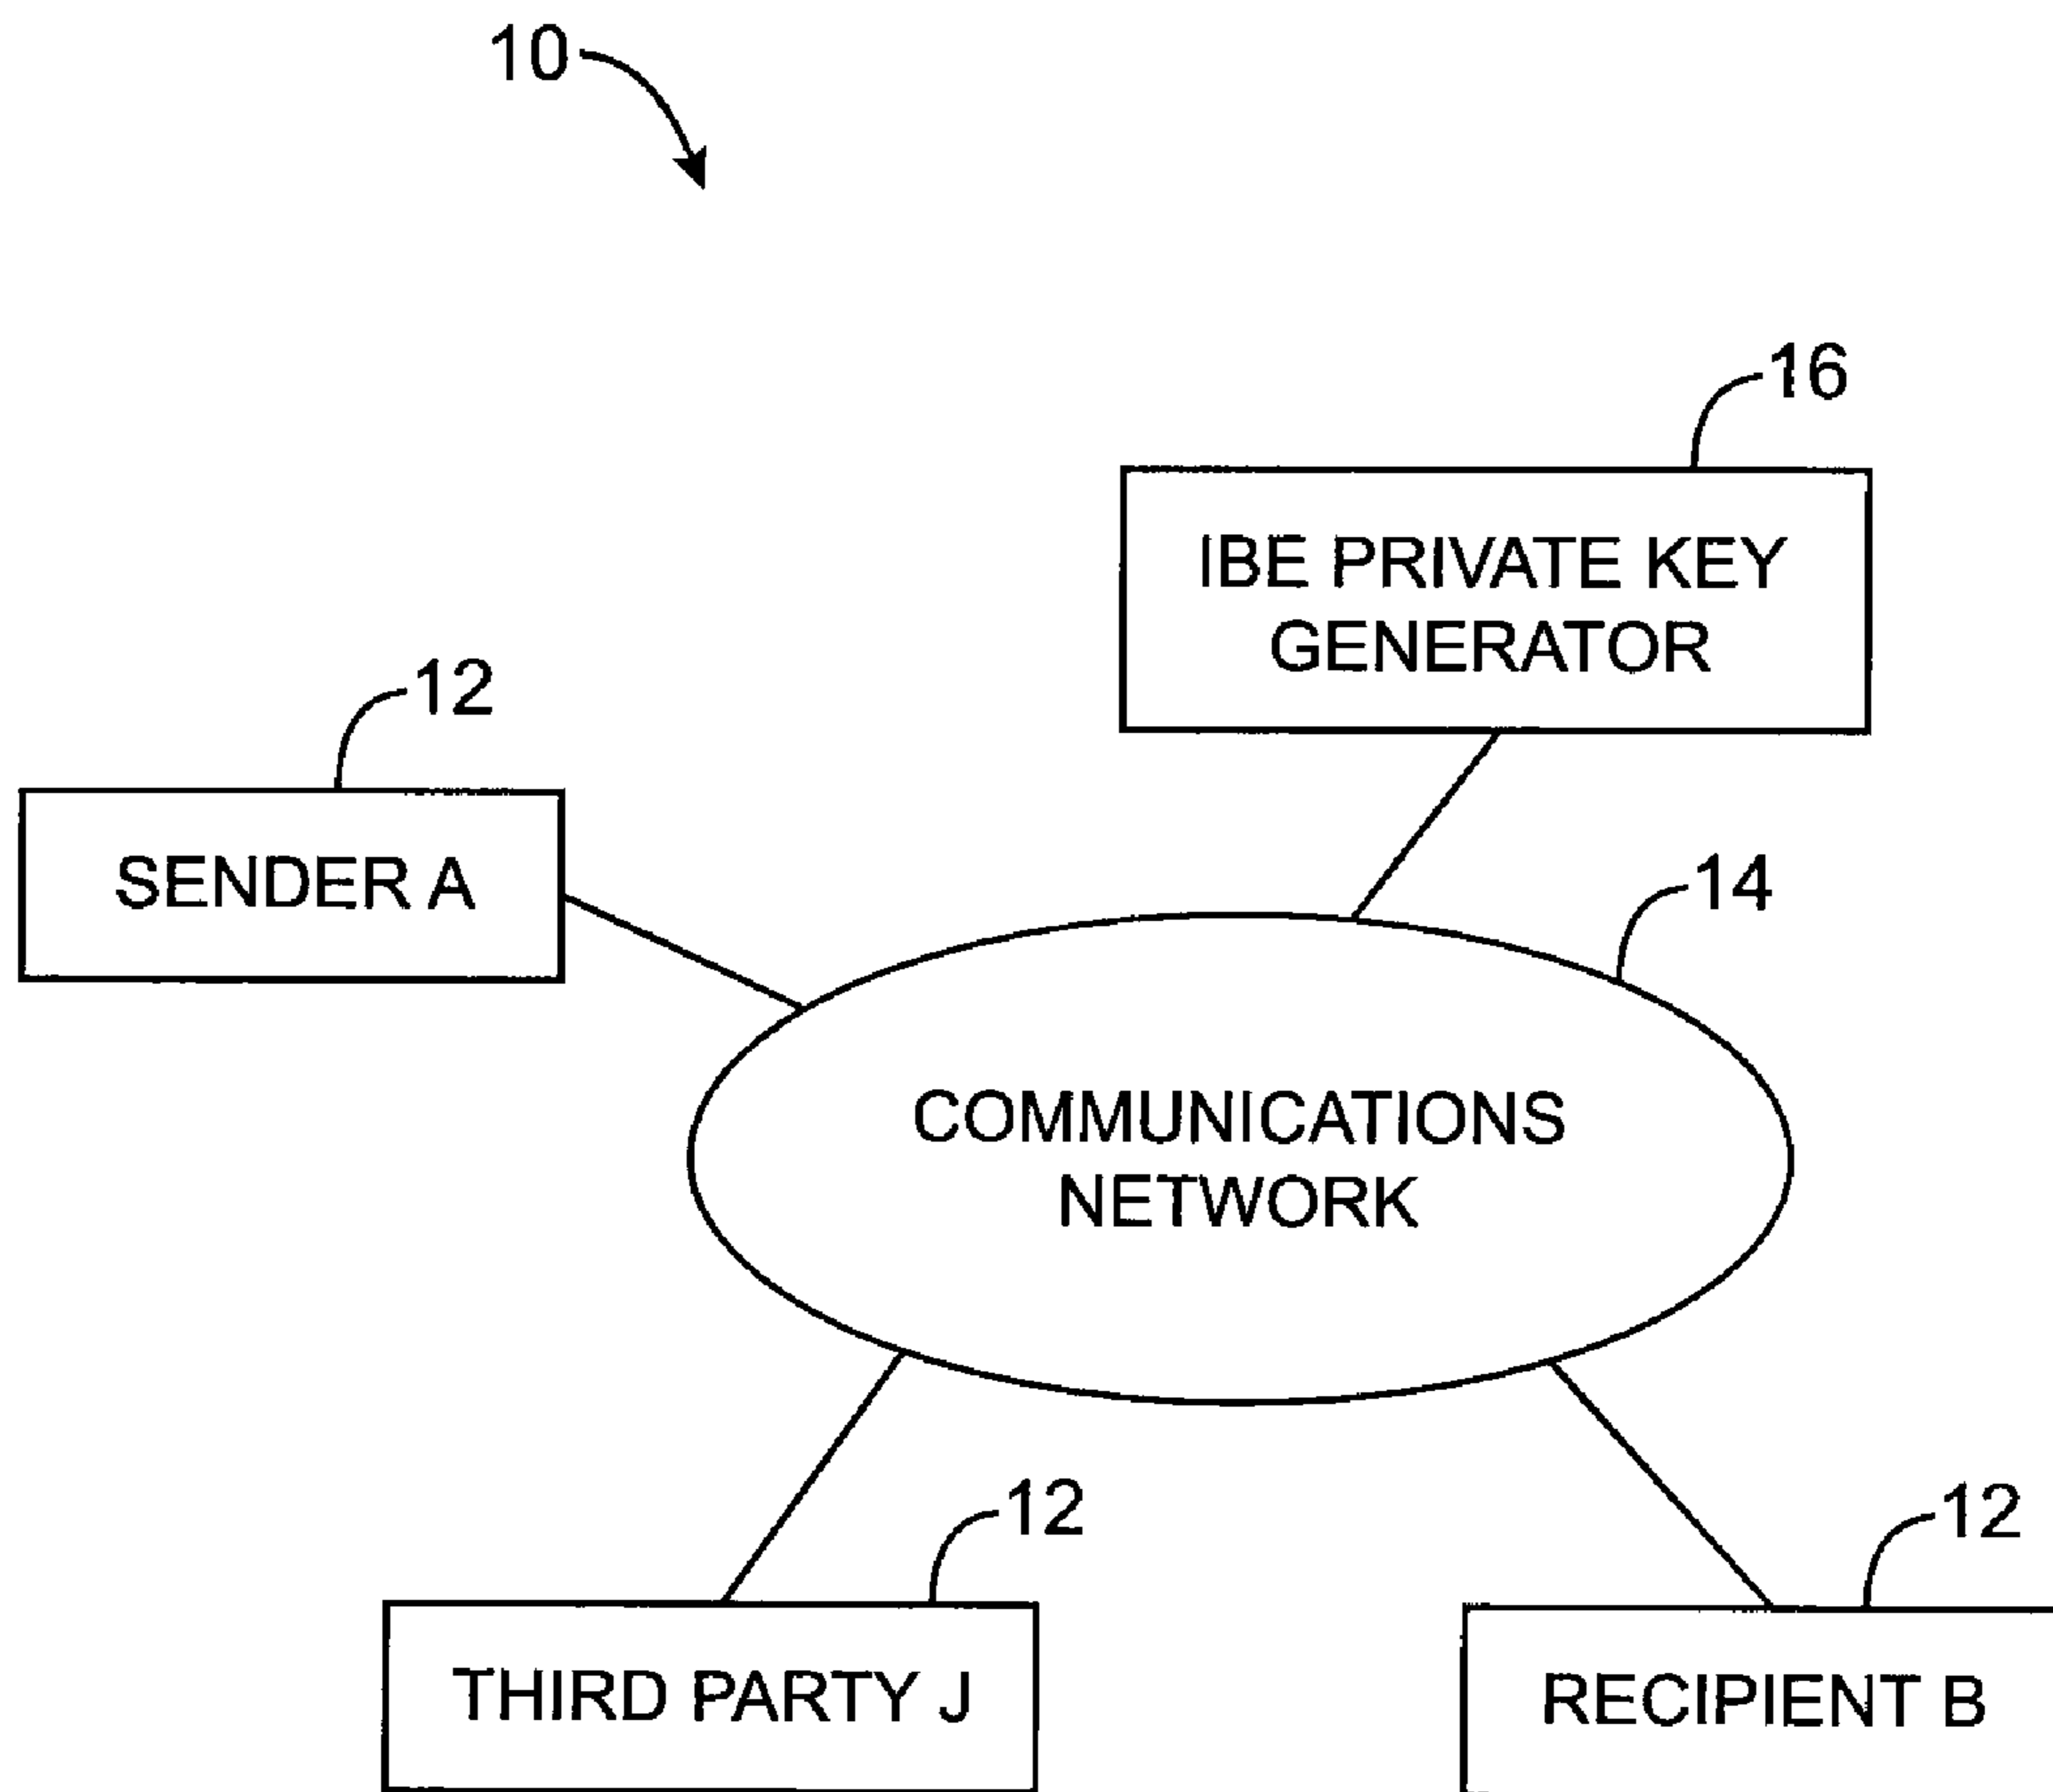 10
16
IBE PRIVATE KEY
GENERATOR
12
SENDER A
14
COMMUNICATIONS
NETWORK
12
THIRD PARTY J
12
RECIPIENT B